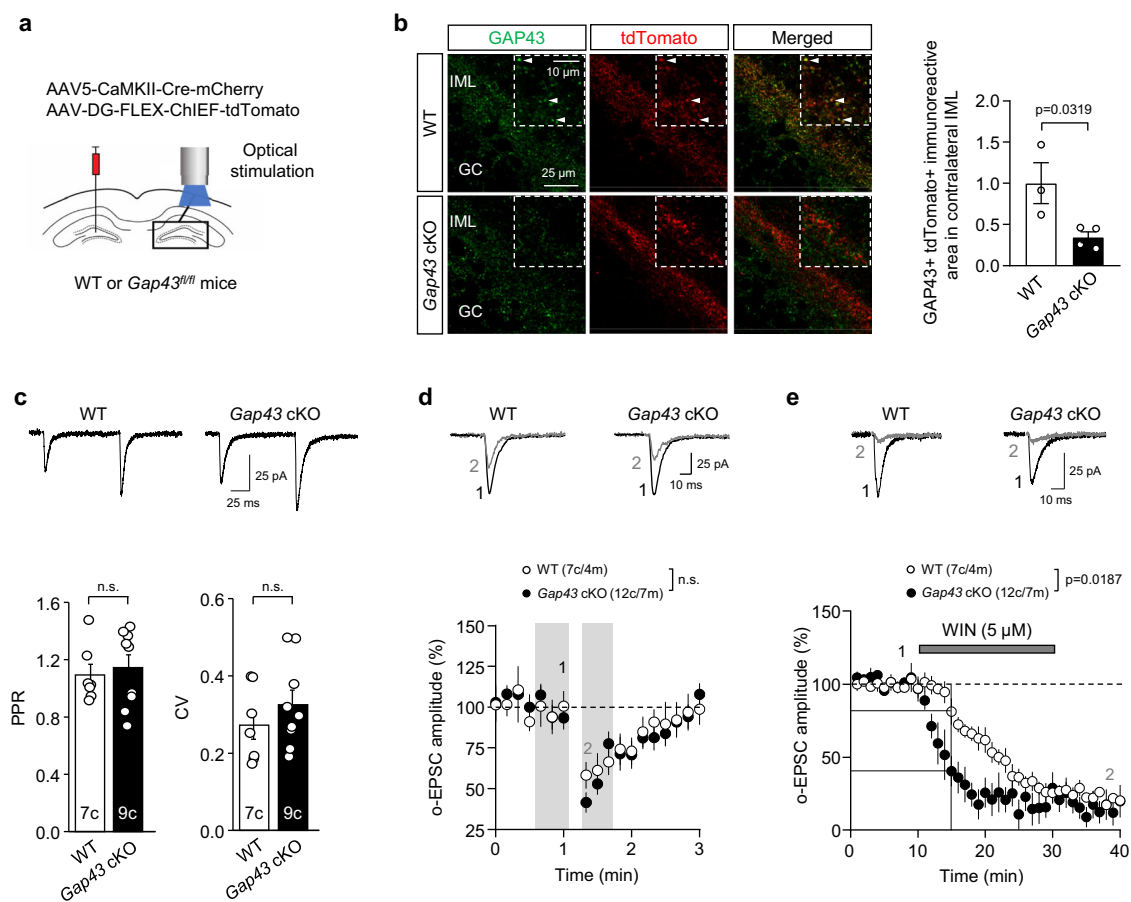 a
AAV5-CaMKII-Cre-mCherry
AAV-DG-FLEX-ChIEF-tdTomato
Optical
stimulation
WT or Gap43fl/fl mice
b
GAP43
tdTomato
Merged
WT
IML
10 µm
GC
25 µm
Gap43 cKO
IML
GC
GAP43+ tdTomato+ immunoreactive
area in contralateral IML
2.0
1.5
1.0
0.5
0.0
p=0.0319
WT
Gap43 cKO
c
WT
Gap43 cKO
25 pA
25 ms
n.s.
PPR
1.6
1.2
0.8
0.4
0.0
7c
9c
WT
Gap43 cKO
n.s.
CV
0.6
0.4
0.2
0.0
7c
9c
WT
Gap43 cKO
d
WT
Gap43 cKO
2
1
2
1
25 pA
10 ms
WT (7c/4m)
Gap43 cKO (12c/7m)
n.s.
o-EPSC amplitude (%)
150
125
100
75
50
25
1
2
0
1
2
3
Time (min)
e
WT
Gap43 cKO
2
1
2
1
25 pA
10 ms
WT (7c/4m)
Gap43 cKO (12c/7m)
p=0.0187
WIN (5 µM)
o-EPSC amplitude (%)
150
100
50
0
1
2
0
10
20
30
40
Time (min)